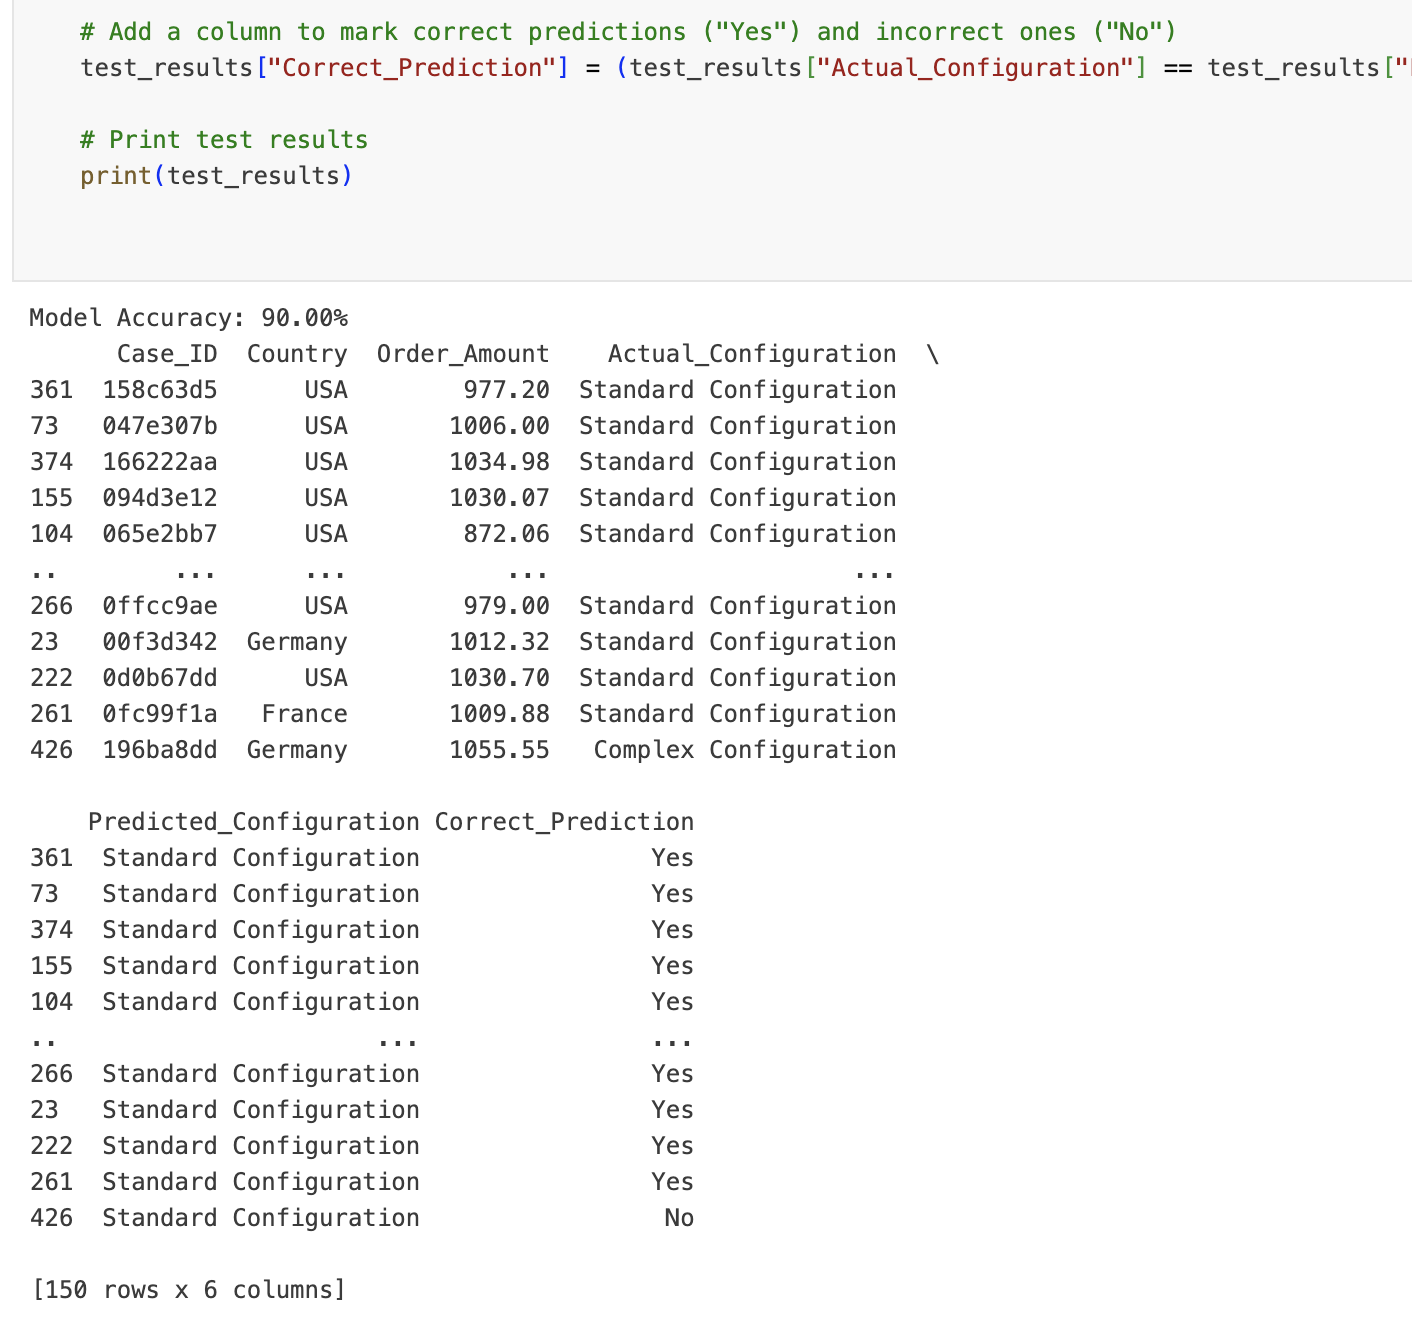 # Add a column to mark correct predictions ("Yes") and incorrect ones ("No")
test_results["Correct_Prediction"] = (test_results["Actual_Configuration"] == test_results["
# Print test results
print(test_results)
Model Accuracy: 90.00%
      Case_ID  Country  Order_Amount    Actual_Configuration  \
361  158c63d5      USA        977.20  Standard Configuration
73   047e307b      USA       1006.00  Standard Configuration
374  166222aa      USA       1034.98  Standard Configuration
155  094d3e12      USA       1030.07  Standard Configuration
104  065e2bb7      USA        872.06  Standard Configuration
..        ...      ...           ...                     ...
266  0ffcc9ae      USA        979.00  Standard Configuration
23   00f3d342  Germany       1012.32  Standard Configuration
222  0d0b67dd      USA       1030.70  Standard Configuration
261  0fc99f1a   France       1009.88  Standard Configuration
426  196ba8dd  Germany       1055.55   Complex Configuration
    Predicted_Configuration Correct_Prediction
361  Standard Configuration                Yes
73   Standard Configuration                Yes
374  Standard Configuration                Yes
155  Standard Configuration                Yes
104  Standard Configuration                Yes
..                      ...                ...
266  Standard Configuration                Yes
23   Standard Configuration                Yes
222  Standard Configuration                Yes
261  Standard Configuration                Yes
426  Standard Configuration                 No
[150 rows x 6 columns]